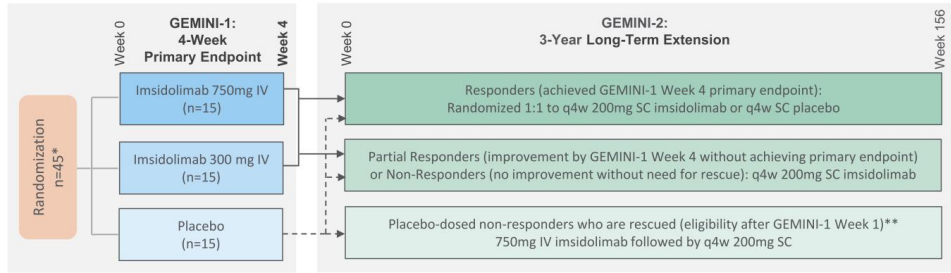 Week 0
GEMINI-1:
4-Week
Primary Endpoint
Week 4
Week 0
GEMINI-2:
3-Year Long-Term Extension
Week 156
Randomization
n=45*
Imsidolimab 750mg IV
(n=15)
Imsidolimab 300 mg IV
(n=15)
Placebo
(n=15)
Responders (achieved GEMINI-1 Week 4 primary endpoint):
Randomized 1:1 to q4w 200mg SC imsidolimab or q4w SC placebo
Partial Responders (improvement by GEMINI-1 Week 4 without achieving primary endpoint)
or Non-Responders (no improvement without need for rescue): q4w 200mg SC imsidolimab
Placebo-dosed non-responders who are rescued (eligibility after GEMINI-1 Week 1)**
750mg IV imsidolimab followed by q4w 200mg SC